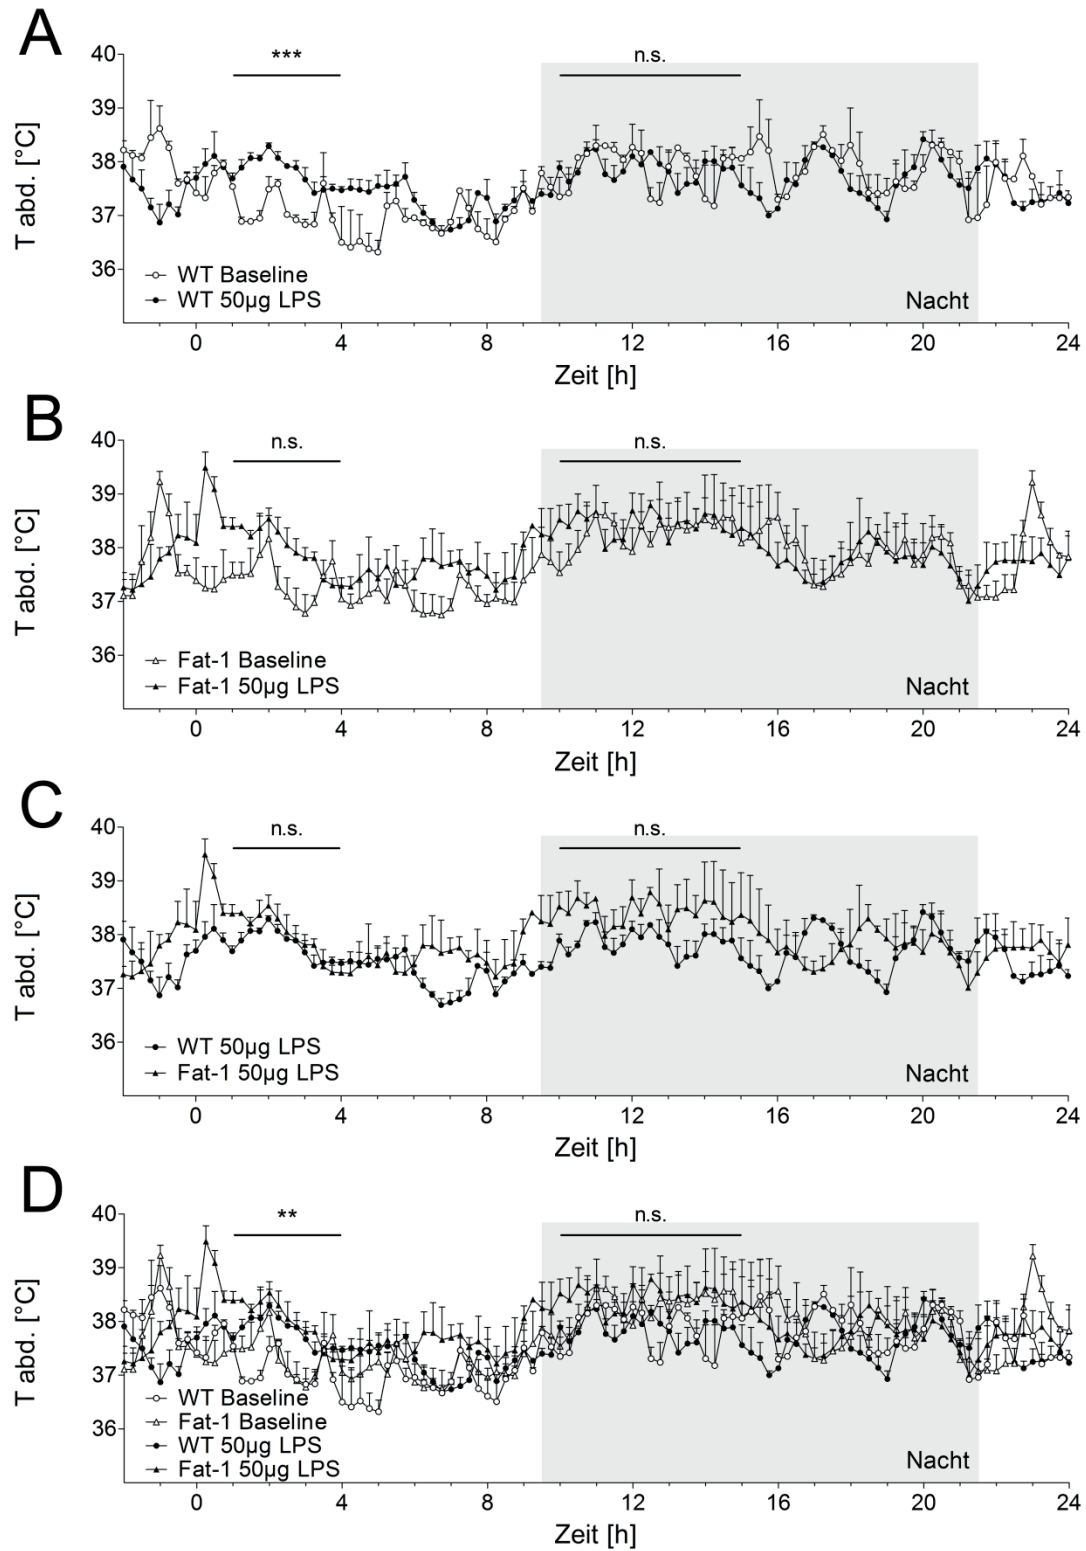 A
***
n.s.
40
39
38
37
36
T abd. [°C]
WT Baseline
WT 50µg LPS
Nacht
0 4 8 12 16 20 24
Zeit [h]
B
n.s.
n.s.
40
39
38
37
36
T abd. [°C]
Fat-1 Baseline
Fat-1 50µg LPS
Nacht
0 4 8 12 16 20 24
Zeit [h]
C
n.s.
n.s.
40
39
38
37
36
T abd. [°C]
WT 50µg LPS
Fat-1 50µg LPS
Nacht
0 4 8 12 16 20 24
Zeit [h]
D
**
n.s.
40
39
38
37
36
T abd. [°C]
WT Baseline
Fat-1 Baseline
WT 50µg LPS
Fat-1 50µg LPS
Nacht
0 4 8 12 16 20 24
Zeit [h]